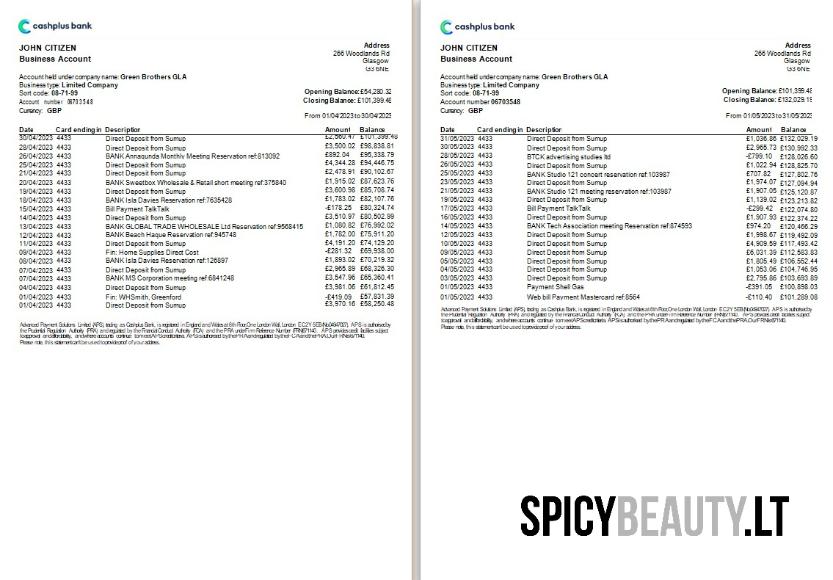 cashplus bank
JOHN CITIZEN
Business Account
Address
266 Woodlands Rd
Glasgow
G3 6NE
Account held under company name: Green Brothers GLA
Business type: Limited Company
Sort code: 08-71-99
Account number 06703548
Currency: GBP
Opening Balance: £54,280.32
Closing Balance: £101,399.48
From 01/04/2023 to 30/04/2023
Date Card ending in Description Amount Balance
30/04/2023 4433 Direct Deposit from Sumup £2,560.47 £101,399.48
28/04/2023 4433 Direct Deposit from Sumup £3,500.02 £98,838.81
26/04/2023 4433 BANK Annaqunda Monthly Meeting Reservation ref:813092 £892.04 £95,338.79
25/04/2023 4433 Direct Deposit from Sumup £4,344.28 £94,446.75
21/04/2023 4433 Direct Deposit from Sumup £2,478.91 £90,102.67
20/04/2023 4433 BANK Sweetbox Wholesale & Retail short meeting ref:375840 £1,915.02 £87,623.76
19/04/2023 4433 Direct Deposit from Sumup £3,600.98 £85,708.74
18/04/2023 4433 BANK Isla Davies Reservation ref:7635428 £1,783.02 £82,107.76
15/04/2023 4433 Bill Payment TalkTalk -£178.25 £80,324.74
14/04/2023 4433 Direct Deposit from Sumup £3,510.97 £80,502.99
13/04/2023 4433 BANK GLOBAL TRADE WHOLESALE Ltd Reservation ref:9568415 £1,080.82 £76,992.02
12/04/2023 4433 BANK Beach Haque Reservation ref:945748 £1,782.00 £75,911.20
11/04/2023 4433 Direct Deposit from Sumup £4,191.20 £74,129.20
09/04/2023 4433 Fin: Home Supplies Direct Cost -£281.32 £69,938.00
08/04/2023 4433 BANK Isla Davies Reservation ref:126897 £1,893.02 £70,219.32
07/04/2023 4433 Direct Deposit from Sumup £2,965.89 £68,326.30
04/04/2023 4433 BANK MS Corporation meeting ref:6841248 £3,547.96 £65,360.41
03/04/2023 4433 Direct Deposit from Sumup £3,981.06 £61,812.45
01/04/2023 4433 Fin: WHSmith, Greenford -£419.09 £57,831.39
01/04/2023 4433 Direct Deposit from Sumup £3,970.16 £58,250.48
Please note, this statement can be used to provide proof of your address.
cashplus bank
JOHN CITIZEN
Business Account
Address
266 Woodlands Rd
Glasgow
G3 6NE
Account held under company name: Green Brothers GLA
Business type: Limited Company
Sort code: 08-71-99
Account number 06703548
Currency: GBP
Opening Balance: £101,399.48
Closing Balance: £132,029.19
From 01/05/2023 to 31/05/2023
Date Card ending in Description Amount Balance
31/05/2023 4433 Direct Deposit from Sumup £1,036.86 £132,029.19
30/05/2023 4433 Direct Deposit from Sumup £2,965.73 £130,992.33
28/05/2023 4433 BTCK advertising studies ltd -£799.10 £128,026.60
26/05/2023 4433 Direct Deposit from Sumup £1,022.94 £128,825.70
25/05/2023 4433 BANK Studio 121 concert reservation ref:103987 £707.82 £127,802.76
23/05/2023 4433 Direct Deposit from Sumup £1,974.07 £127,094.94
21/05/2023 4433 BANK Studio 121 meeting reservation ref:103987 £1,907.05 £125,120.87
19/05/2023 4433 Direct Deposit from Sumup £1,139.02 £123,213.82
17/05/2023 4433 Bill Payment TalkTalk -£299.42 £122,074.80
16/05/2023 4433 Direct Deposit from Sumup £1,907.93 £122,374.22
14/05/2023 4433 BANK Tech Association meeting Reservation ref:874593 £974.20 £120,466.29
12/05/2023 4433 Direct Deposit from Sumup £1,998.67 £119,492.09
10/05/2023 4433 Direct Deposit from Sumup £4,909.59 £117,493.42
09/05/2023 4433 Direct Deposit from Sumup £6,031.39 £112,583.83
05/05/2023 4433 Direct Deposit from Sumup £1,805.49 £106,552.44
04/05/2023 4433 Direct Deposit from Sumup £1,053.06 £104,746.95
03/05/2023 4433 Direct Deposit from Sumup £2,795.86 £103,693.89
01/05/2023 4433 Payment Shell Gas -£391.05 £100,898.03
01/05/2023 4433 Web bill Payment Mastercard ref:8564 -£110.40 £101,289.08
Please note, this statement can be used to provide proof of your address.
SPICYBEAUTY.LT